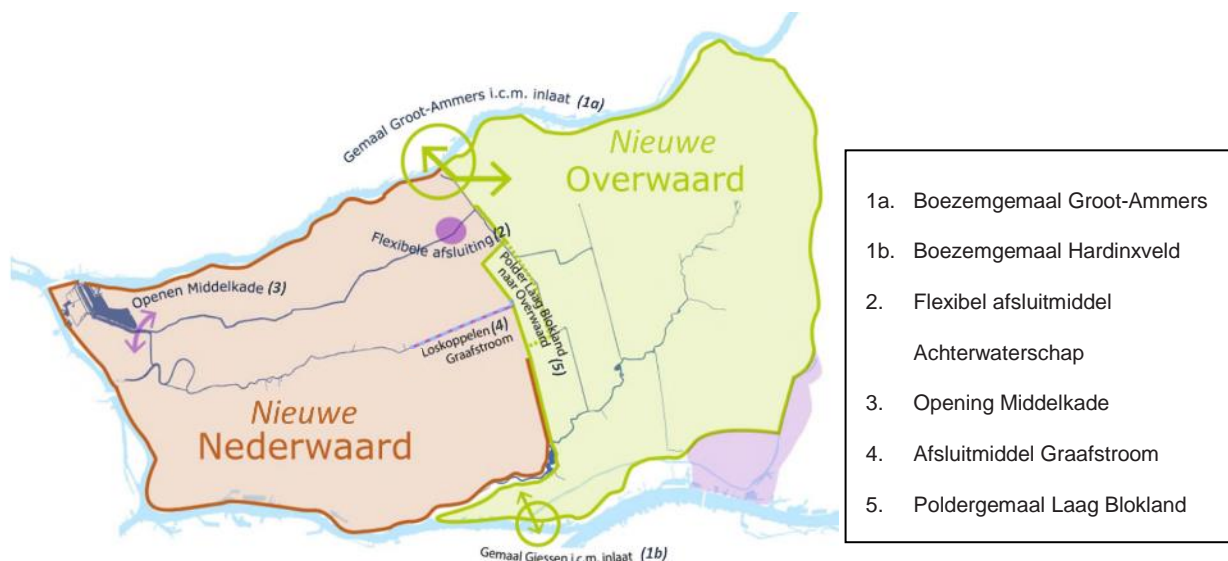 Gemaal Groot-Ammers i.c.m. inlaat (1a)
Nieuwe
Overwaard
Flexibele afsluiting (2)
Polder Laag Blokland
naar Overwaard
(5)
Openen Middelkade (3)
Loskoppelen (4)
Graafstroom
Nieuwe
Nederwaard
Gemaal Giessen i.c.m. inlaat (1b)
1a. Boezemgemaal Groot-Ammers
1b. Boezemgemaal Hardinxveld
2. Flexibel afsluitmiddel
Achterwaterschap
3. Opening Middelkade
4. Afsluitmiddel Graafstroom
5. Poldergemaal Laag Blokland